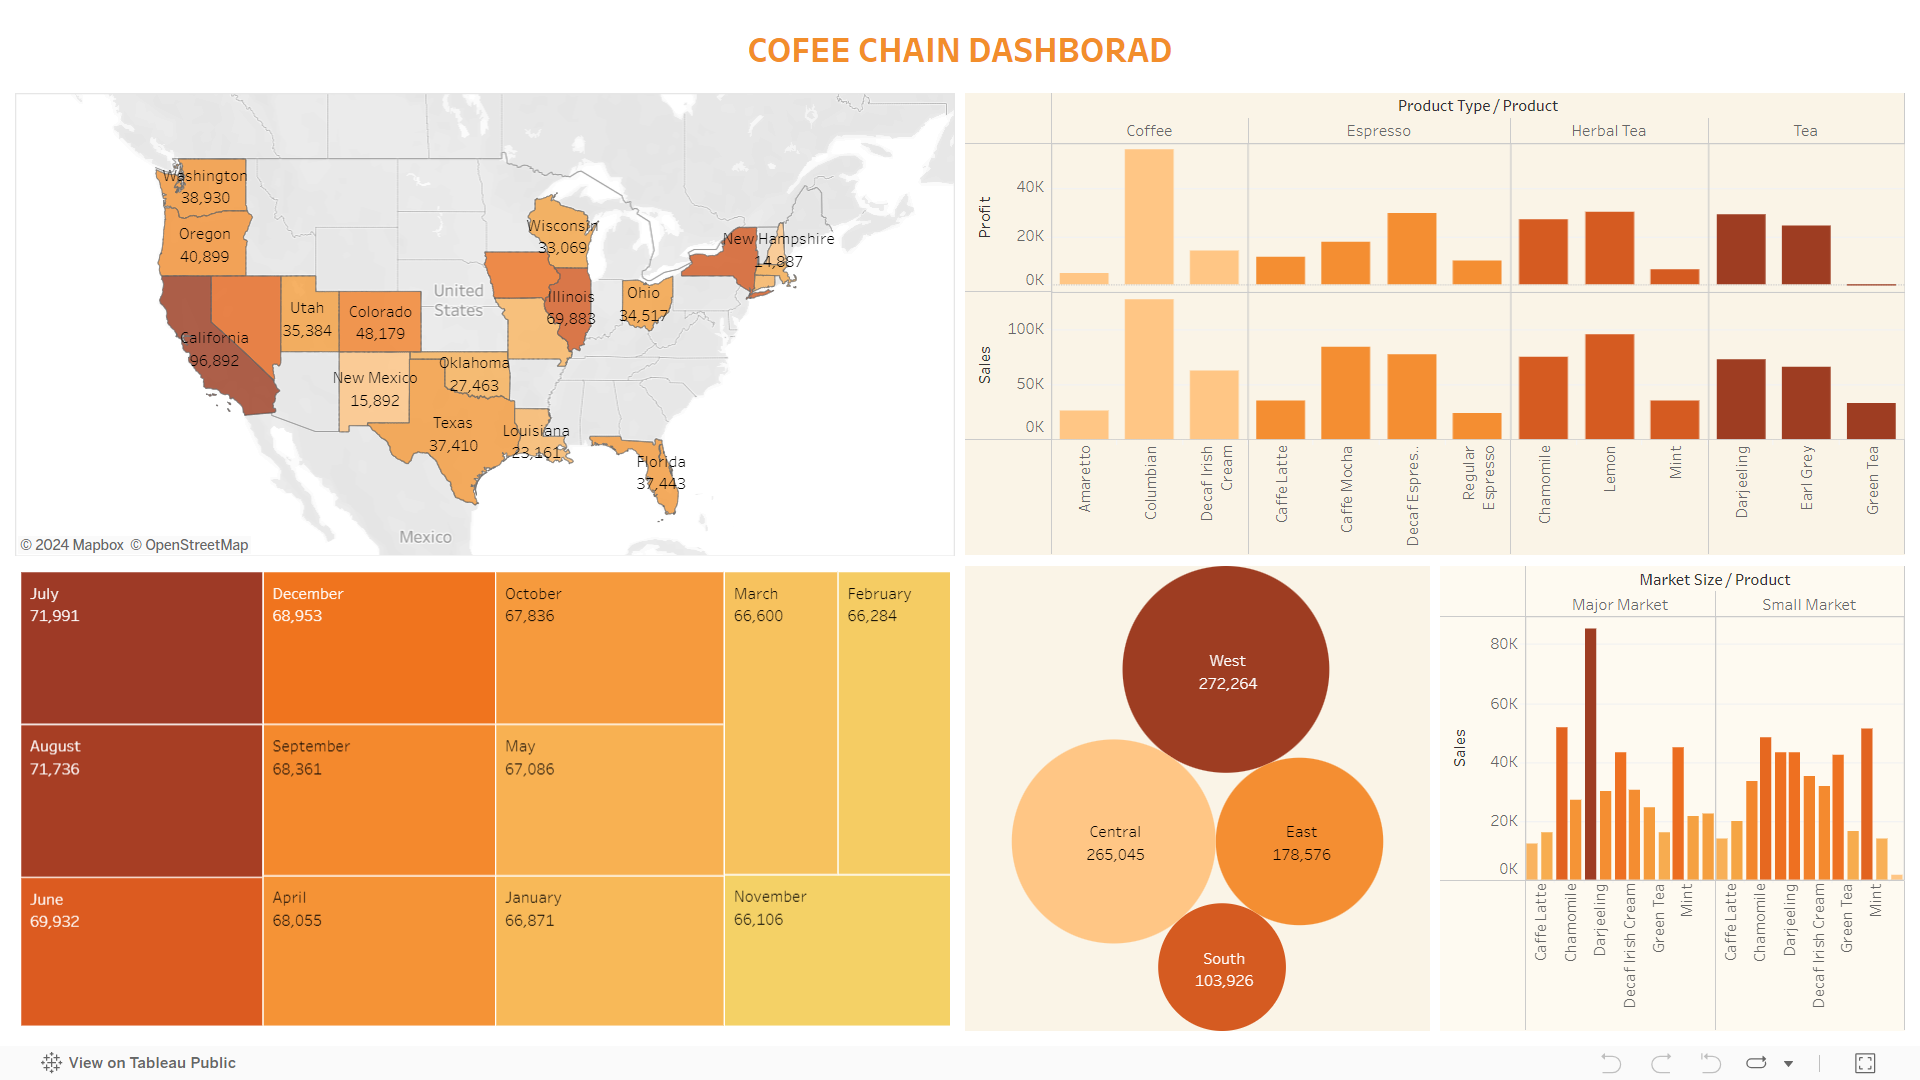 COFEE CHAIN DASHBORAD
Washington
38,930
Oregon
40,899
California
96,892
Utah
35,384
Colorado
48,179
New Mexico
15,892
Oklahoma
27,463
Texas
37,410
Louisiana
23,161
Wisconsin
33,069
Illinois
69,883
Ohio
34,517
New Hampshire
14,887
Florida
37,443
United
States
Mexico
© 2024 Mapbox © OpenStreetMap
Product Type / Product
Coffee
Espresso
Herbal Tea
Tea
Profit
40K
20K
0K
Sales
100K
50K
0K
Amaretto
Columbian
Decaf Irish
Cream
Caffe Latte
Caffe Mocha
Decaf Espres..
Regular
Espresso
Chamomile
Lemon
Mint
Darjeeling
Earl Grey
Green Tea
July
71,991
August
71,736
June
69,932
December
68,953
September
68,361
April
68,055
October
67,836
May
67,086
January
66,871
March
66,600
February
66,284
November
66,106
West
272,264
Central
265,045
East
178,576
South
103,926
Market Size / Product
Major Market
Small Market
Sales
80K
60K
40K
20K
0K
Caffe Latte
Chamomile
Darjeeling
Decaf Irish Cream
Green Tea
Mint
Caffe Latte
Chamomile
Darjeeling
Decaf Irish Cream
Green Tea
Mint
View on Tableau Public